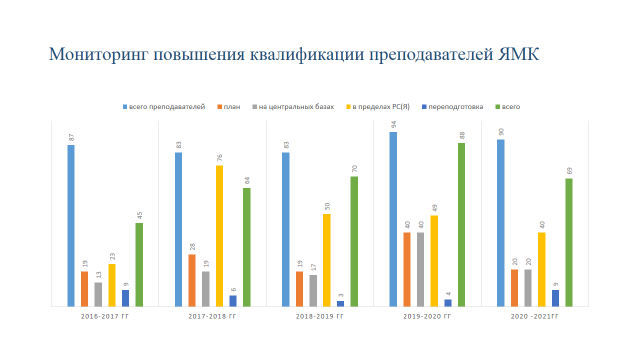 Мониторинг повышения квалификации преподавателей ЯМК
всего преподавателей план на центральных базах в пределах РС(Я) переподготовка всего
87 19 13 23 9 45
83 28 19 76 6 64
83 19 17 50 3 70
94 40 40 49 4 88
90 20 20 40 9 69
2016-2017 ГГ 2017-2018 ГГ 2018-2019 ГГ 2019-2020 ГГ 2020 -2021ГГ